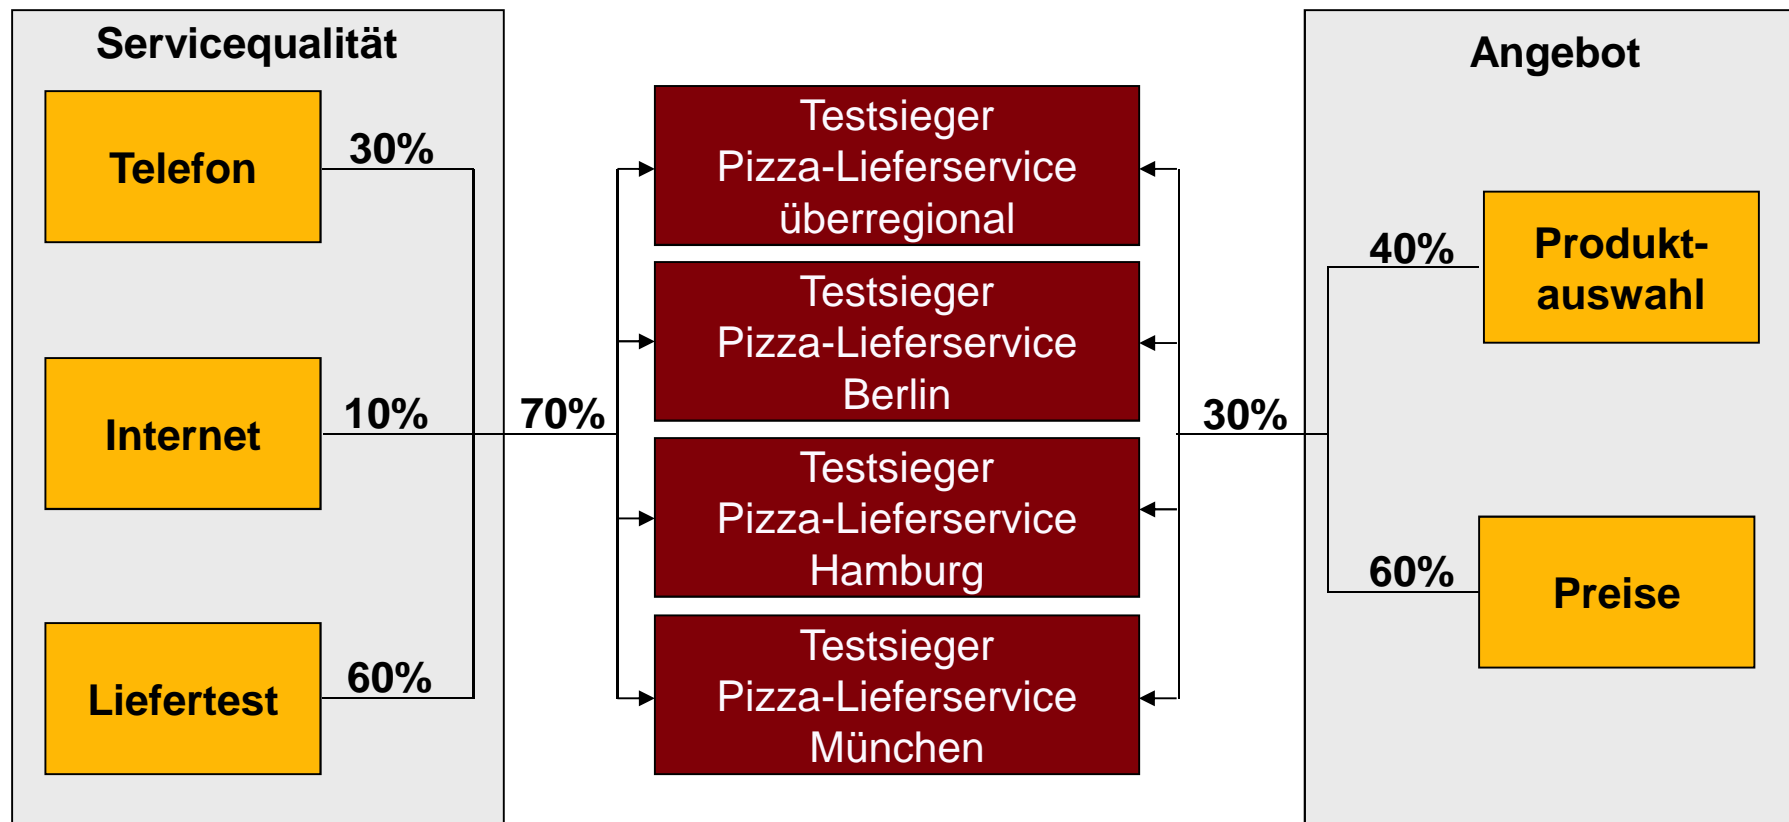 Servicequalität
Telefon
30%
Internet
10%
Liefertest
60%
70%
Testsieger
Pizza-Lieferservice
überregional
Testsieger
Pizza-Lieferservice
Berlin
Testsieger
Pizza-Lieferservice
Hamburg
Testsieger
Pizza-Lieferservice
München
30%
Angebot
40%
Produkt-
auswahl
60%
Preise